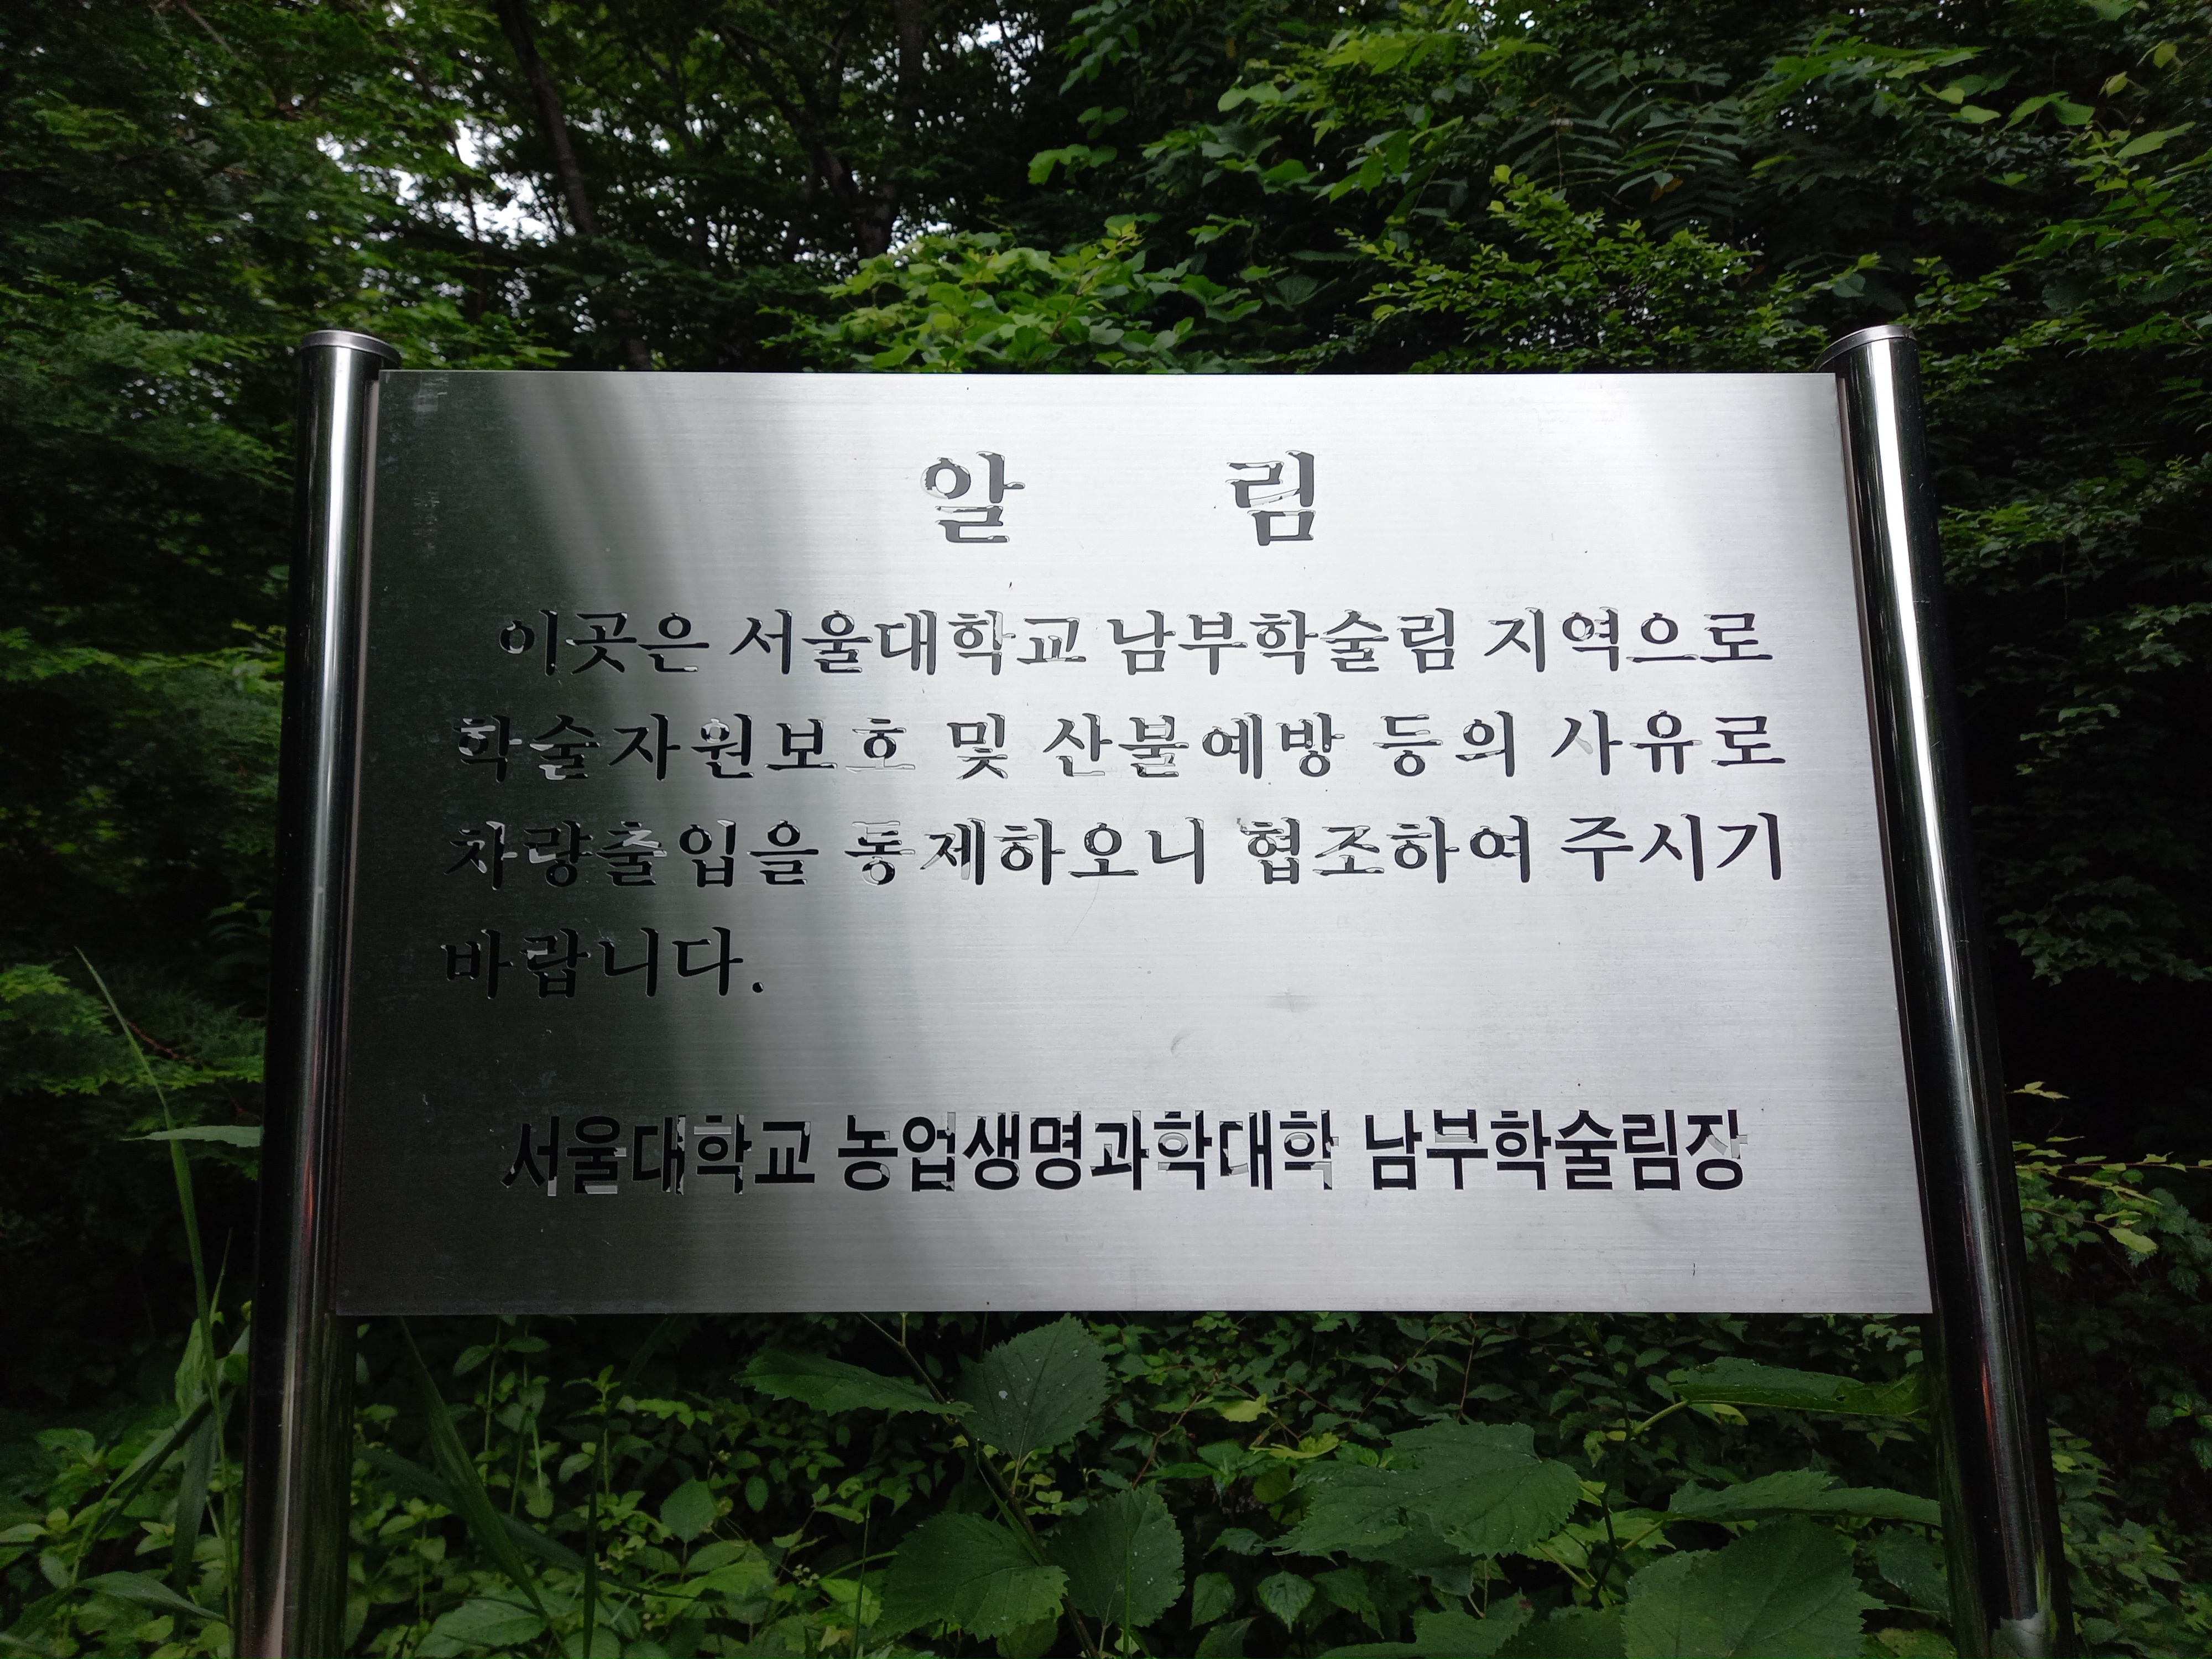 알 림
이곳은 서울대학교 남부학술림 지역으로
학술자원보호 및 산불예방 등의 사유로
차량출입을 통제하오니 협조하여 주시기
바랍니다.
서울대학교 농업생명과학대학 남부학술림장